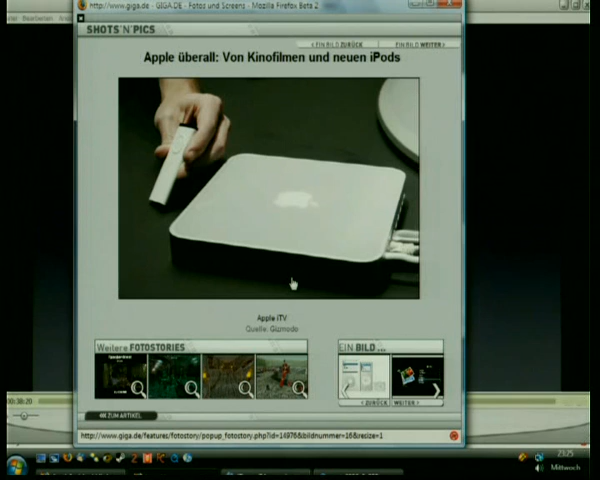 http://www.giga.de - GIGA.DE - Fotos und Screens - Mozilla Firefox Beta 2
SHOTS'N'PICS
‹ EIN BILD ZURÜCK
EIN BILD WEITER ›
Apple überall: Von Kinofilmen und neuen iPods
Apple iTV
Quelle: Gizmodo
Weitere FOTOSTORIES
EIN BILD ...
‹ ZURÜCK | WEITER ›
ZUM ARTIKEL
http://www.giga.de/features/fotostory/popup_fotostory.php?id=14976&bildnummer=16&resize=1
23:25
Mittwoch